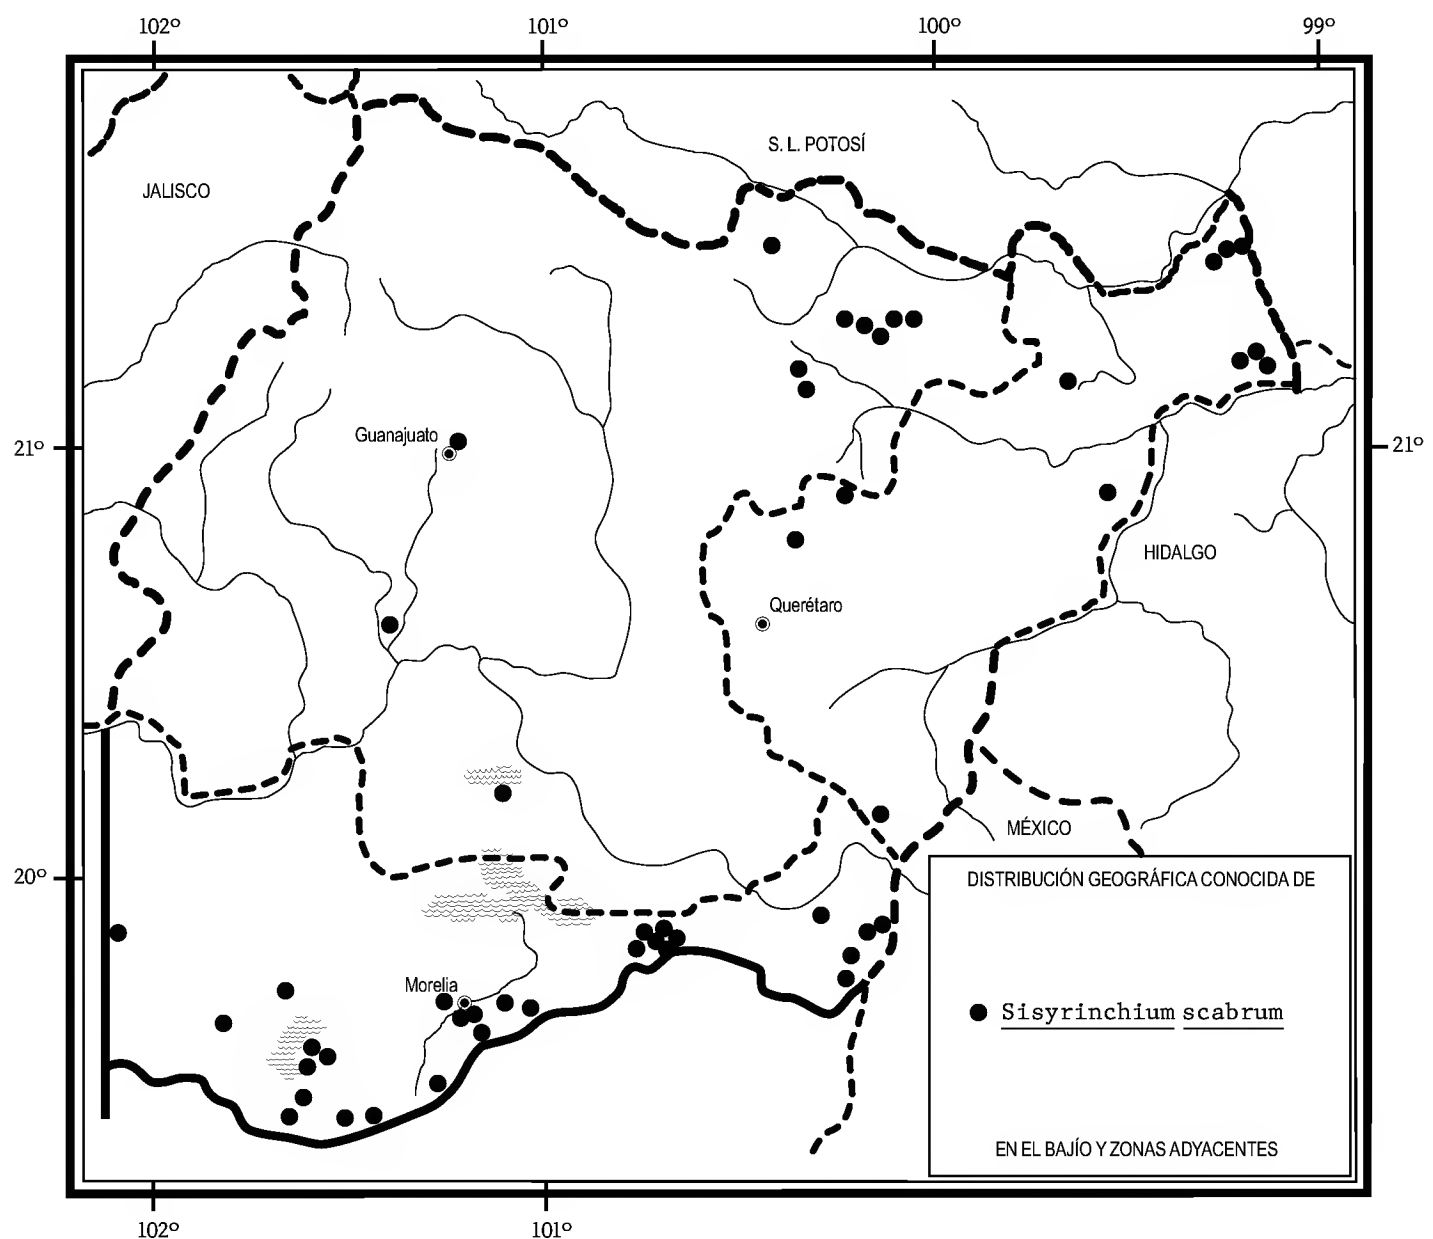 102º 101º 100º 99º
S. L. POTOSÍ
JALISCO
Guanajuato
21º 21º
HIDALGO
Querétaro
MÉXICO
20º
DISTRIBUCIÓN GEOGRÁFICA CONOCIDA DE
Morelia
Sisyrinchium scabrum
EN EL BAJÍO Y ZONAS ADYACENTES
102º 101º